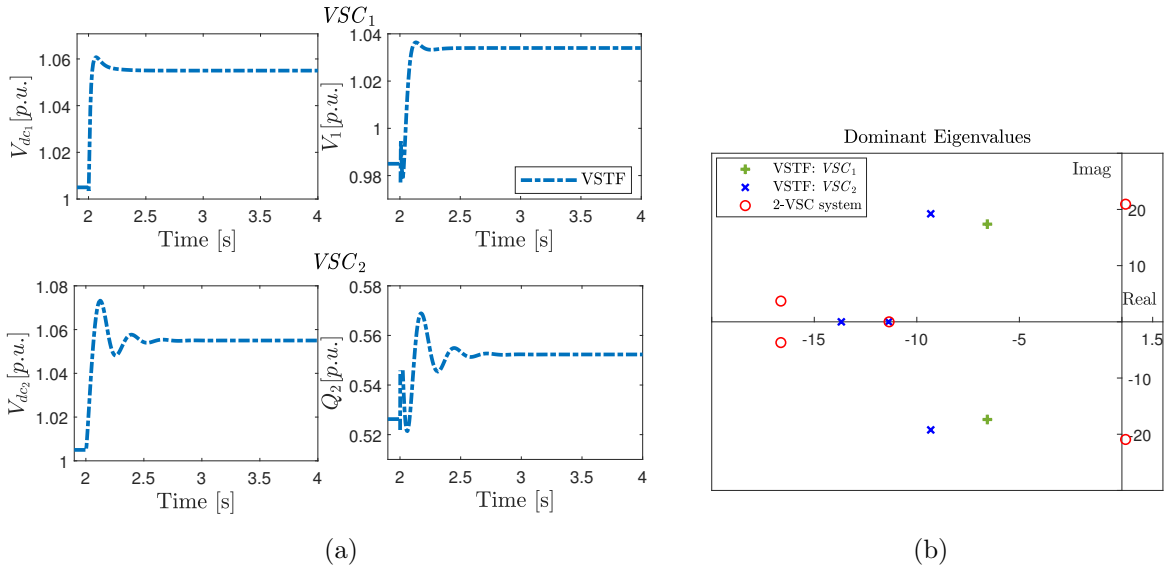 VSC₁
1.06
1.04
1.02
1
V_dc₁[p.u.]
2
2.5
3
3.5
4
Time [s]
1.04
1.02
1
0.98
V₁[p.u.]
VSTF
2
2.5
3
3.5
4
Time [s]
VSC₂
1.08
1.06
1.04
1.02
1
V_dc₂[p.u.]
2
2.5
3
3.5
4
Time [s]
0.58
0.56
0.54
0.52
Q₂[p.u.]
2
2.5
3
3.5
4
Time [s]
(a)
Dominant Eigenvalues
VSTF: VSC₁
VSTF: VSC₂
2-VSC system
Imag
20
10
Real
-15
-10
-5
1.5
-10
-20
(b)